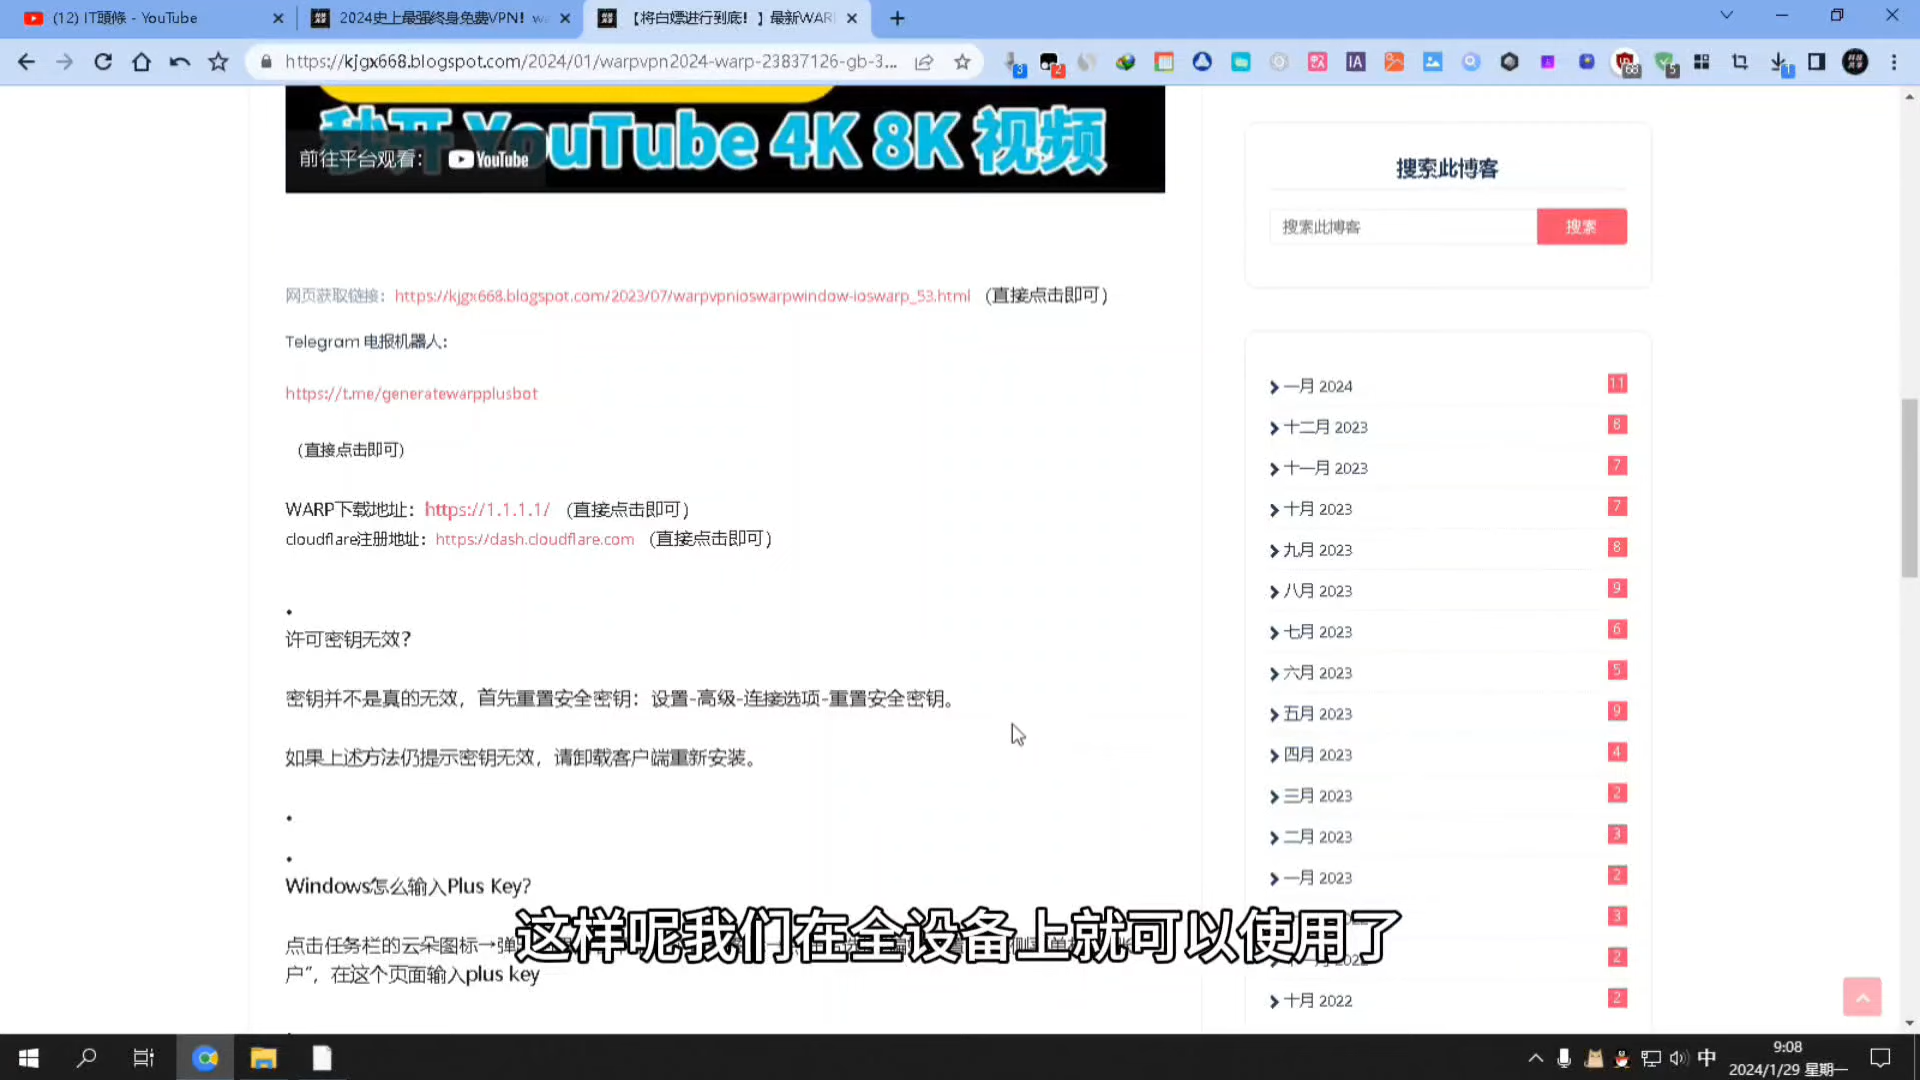 (12) IT頭條 - YouTube
2024史上最强终身免费VPN！
【将白嫖进行到底！】最新WAR
https://kjgx668.blogspot.com/2024/01/warpvpn2024-warp-23837126-gb-3...
秒开 YouTube 4K 8K 视频
前往平台观看： YouTube
网页获取链接：https://kjgx668.blogspot.com/2023/07/warpvpnioswarpwindow-ioswarp_53.html （直接点击即可）
Telegram 电报机器人：
https://t.me/generatewarpplusbot
（直接点击即可）
WARP下载地址：https://1.1.1.1/ （直接点击即可）
cloudflare注册地址：https://dash.cloudflare.com （直接点击即可）
许可密钥无效？
密钥并不是真的无效，首先重置安全密钥：设置-高级-连接选项-重置安全密钥。
如果上述方法仍提示密钥无效，请卸载客户端重新安装。
Windows怎么输入Plus Key？
点击任务栏的云朵图标→弹
户”，在这个页面输入plus key
这样呢我们在全设备上就可以使用了
搜索此博客
搜索此博客 搜索
一月 2024 11
十二月 2023 6
十一月 2023 7
十月 2023 7
九月 2023 8
八月 2023 9
七月 2023 6
六月 2023 5
五月 2023 9
四月 2023 4
三月 2023 2
二月 2023 3
一月 2023 2
3
2022 2
十月 2022 2
中
9:08
2024/1/29 星期一